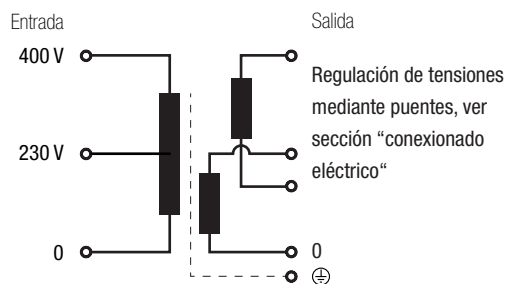 Entrada
Salida
400 V
Regulación de tensiones
mediante puentes, ver
sección “conexionado
eléctrico“
230 V
0
0